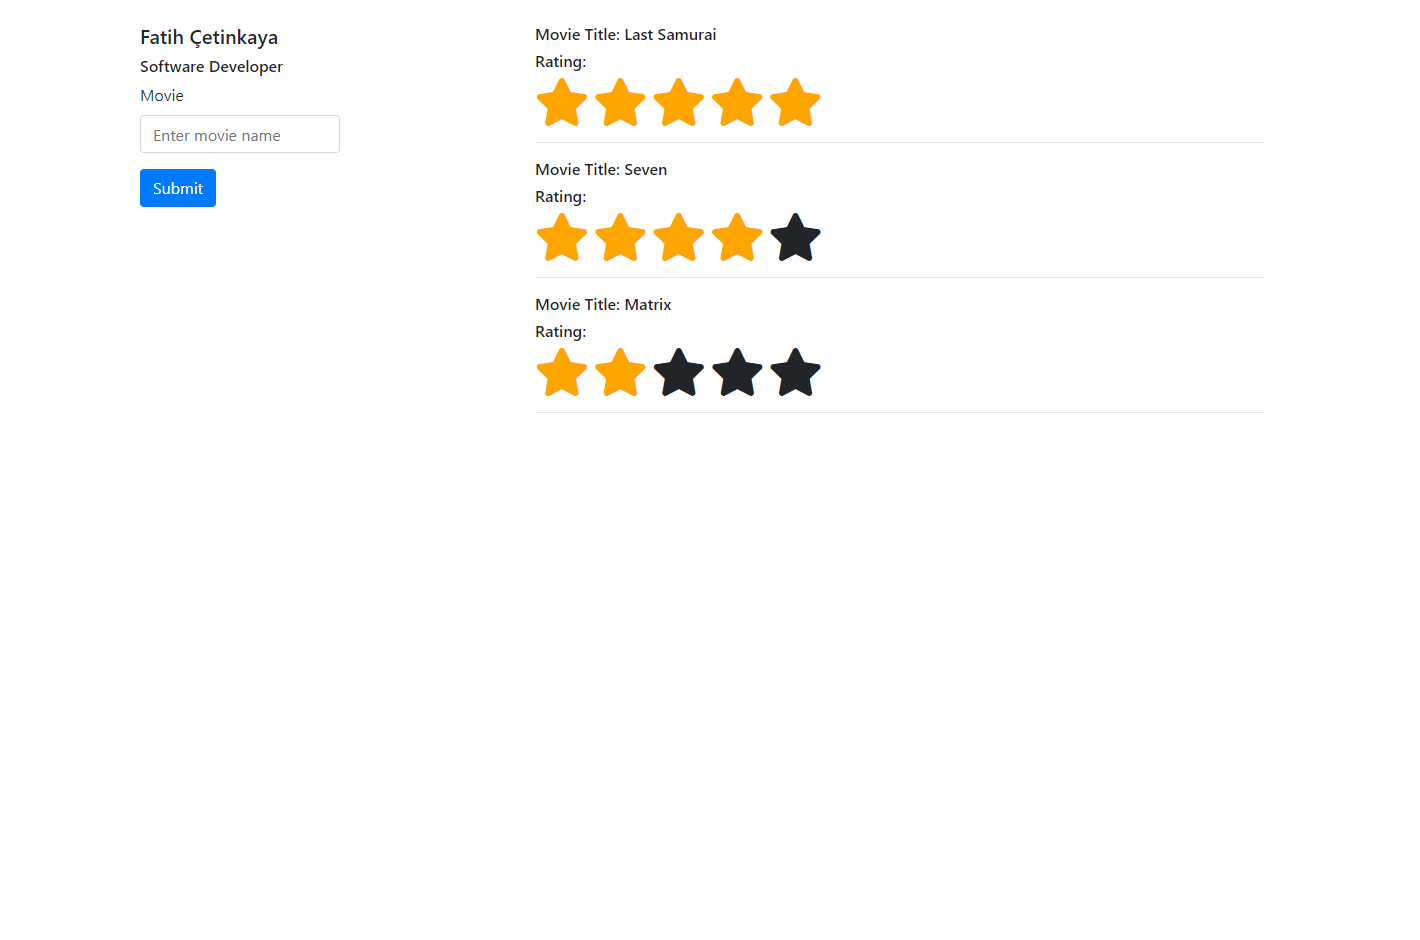 Fatih Çetinkaya
Software Developer
Movie
Enter movie name
Submit
Movie Title: Last Samurai
Rating:
Movie Title: Seven
Rating:
Movie Title: Matrix
Rating: